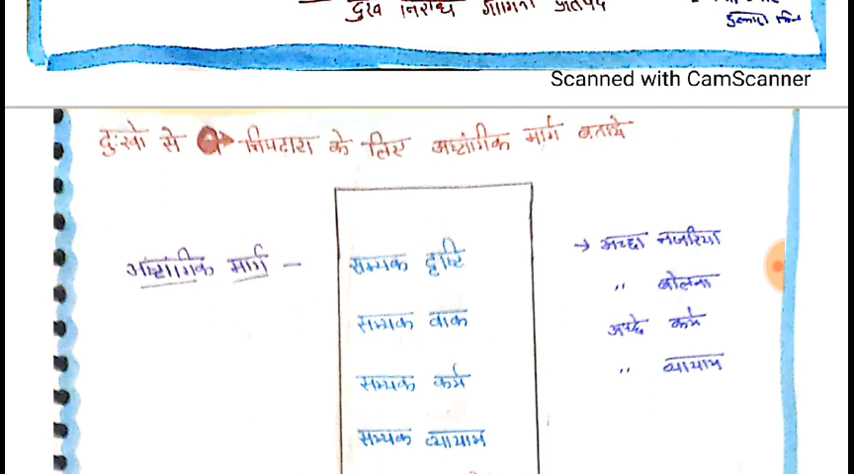 दुख निरोध गामिनी प्रतिपद
Scanned with CamScanner
दुःखो से निपटारा के लिए अष्टांगिक मार्ग बताये
अष्टांगिक मार्ग –
सम्यक दृष्टि → अच्छा नजरिया
सम्यक वाक " बोलना
सम्यक कर्म अच्छे कर्म
सम्यक व्यायाम " व्यायाम